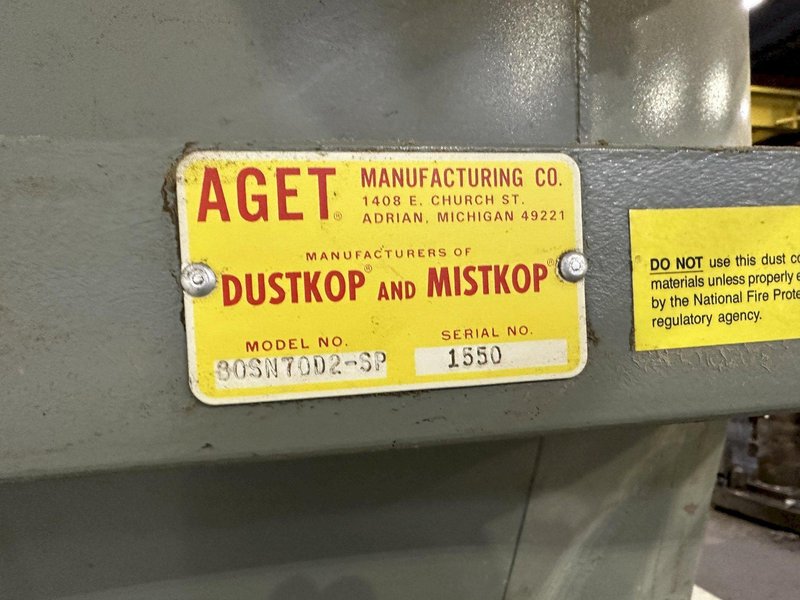 AGET® MANUFACTURING CO.
1408 E. CHURCH ST.
ADRIAN, MICHIGAN 49221
MANUFACTURERS OF
DUSTKOP® AND MISTKOP®
MODEL NO.
80SN70D2-SP
SERIAL NO.
1550
DO NOT use this dust co
materials unless properly e
by the National Fire Prote
regulatory agency.